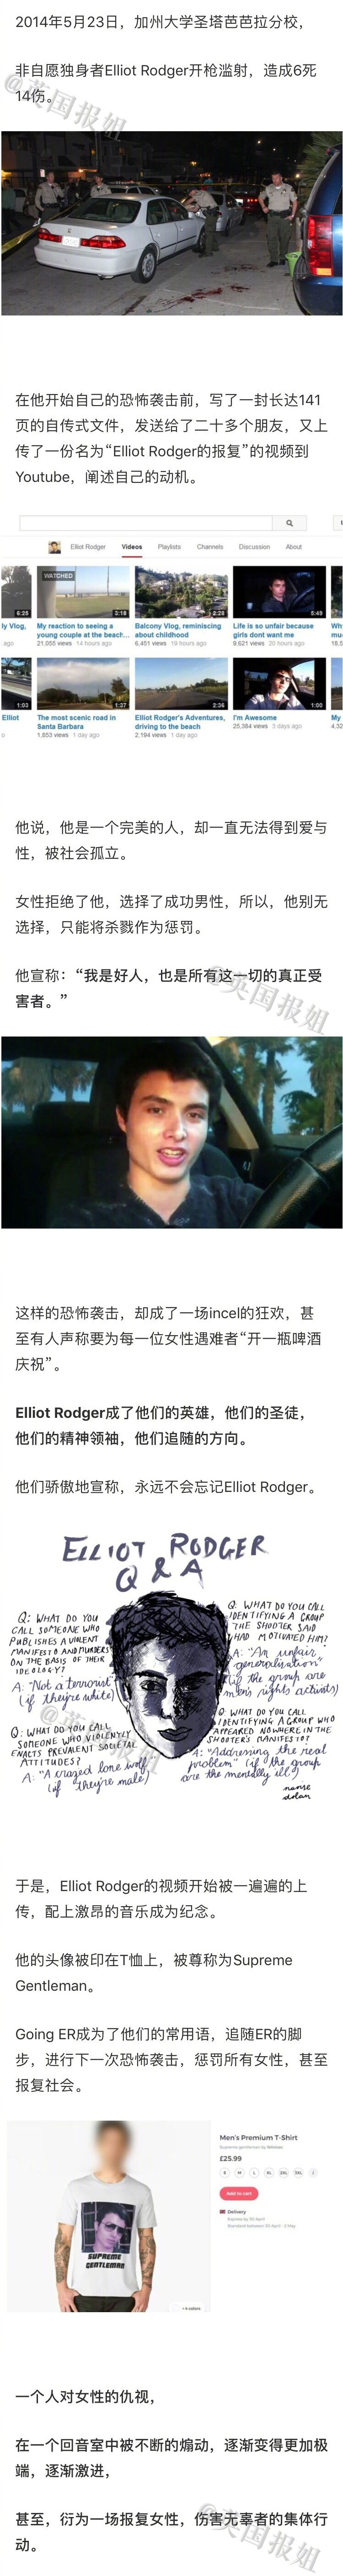 2014年5月23日，加州大学圣塔芭芭拉分校，
非自愿独身者Elliot Rodger开枪滥射，造成6死
14伤。
@英国报姐
在他开始自己的恐怖袭击前，写了一封长达141
页的自传式文件，发送给了二十多个朋友，又上
传了一份名为“Elliot Rodger的报复”的视频到
Youtube，阐述自己的动机。
Elliot Rodger Videos Playlists Channels Discussion About
WATCHED
6:25 3:18 2:28 5:49
ly Vlog, My reaction to seeing a Balcony Vlog, reminiscing Life is so unfair because Why
young couple at the beach... about childhood girls dont want me mu
ago 21,055 views 14 hours ago 6,451 views 19 hours ago 9,621 views 20 hours ago 18,5
1:03 1:37 2:36 1:00
Elliot The most scenic road in Elliot Rodger's Adventures, I'm Awesome My
Santa Barbara driving to the beach 25,384 views 3 days ago 4,32
1,853 views 1 day ago 2,194 views 1 day ago
他说，他是一个完美的人，却一直无法得到爱与
性，被社会孤立。
女性拒绝了他，选择了成功男性，所以，他别无
选择，只能将杀戮作为惩罚。
他宣称：“我是好人，也是所有这一切的真正受
害者。”
@英国报姐
这样的恐怖袭击，却成了一场incel的狂欢，甚
至有人声称要为每一位女性遇难者“开一瓶啤酒
庆祝”。
Elliot Rodger成了他们的英雄，他们的圣徒，
他们的精神领袖，他们追随的方向。
他们骄傲地宣称，永远不会忘记Elliot Rodger。
ELLIOT RODGER
Q & A
Q: WHAT DO YOU
CALL SOMEONE WHO
PUBLISHES A VIOLENT
MANIFESTO AND MURDERS
ON THE BASIS OF THEIR
IDEOLOGY?
A: "Not a terrorist"
(if they're white)
Q: WHAT DO YOU CALL
SOMEONE WHO VIOLENTLY
ENACTS PREVALENT SOCIETAL
ATTITUDES?
A: "A crazed lone wolf"
(if they're male)
Q. WHAT DO YOU CALL
IDENTIFYING A GROUP
THE SHOOTER SAID
HAD MOTIVATED HIM?
A: "An unfair
generalisation"
(if the group are
men's rights activists)
Q: WHAT DO YOU CALL
IDENTIFYING A GROUP WHO
APPEARED NOWHERE IN THE
SHOOTER'S MANIFESTO?
A: "Addressing the real
problem" (if the group
are the mentally ill)
naoise
dolan
@英国报姐
于是，Elliot Rodger的视频开始被一遍遍的上
传，配上激昂的音乐成为纪念。
他的头像被印在T恤上，被尊称为Supreme
Gentleman。
Going ER成为了他们的常用语，追随ER的脚
步，进行下一次恐怖袭击，惩罚所有女性，甚至
报复社会。
SUPREME
GENTLEMAN
Men's Premium T-Shirt
£25.99
S M L XL 2XL 3XL
Add to cart
Delivery
Express by 30 April
Standard between 30 April - 2 May
一个人对女性的仇视，
在一个回音室中被不断的煽动，逐渐变得更加极
端，逐渐激进，
甚至，衍为一场报复女性，伤害无辜者的集体行
动。
@英国报姐